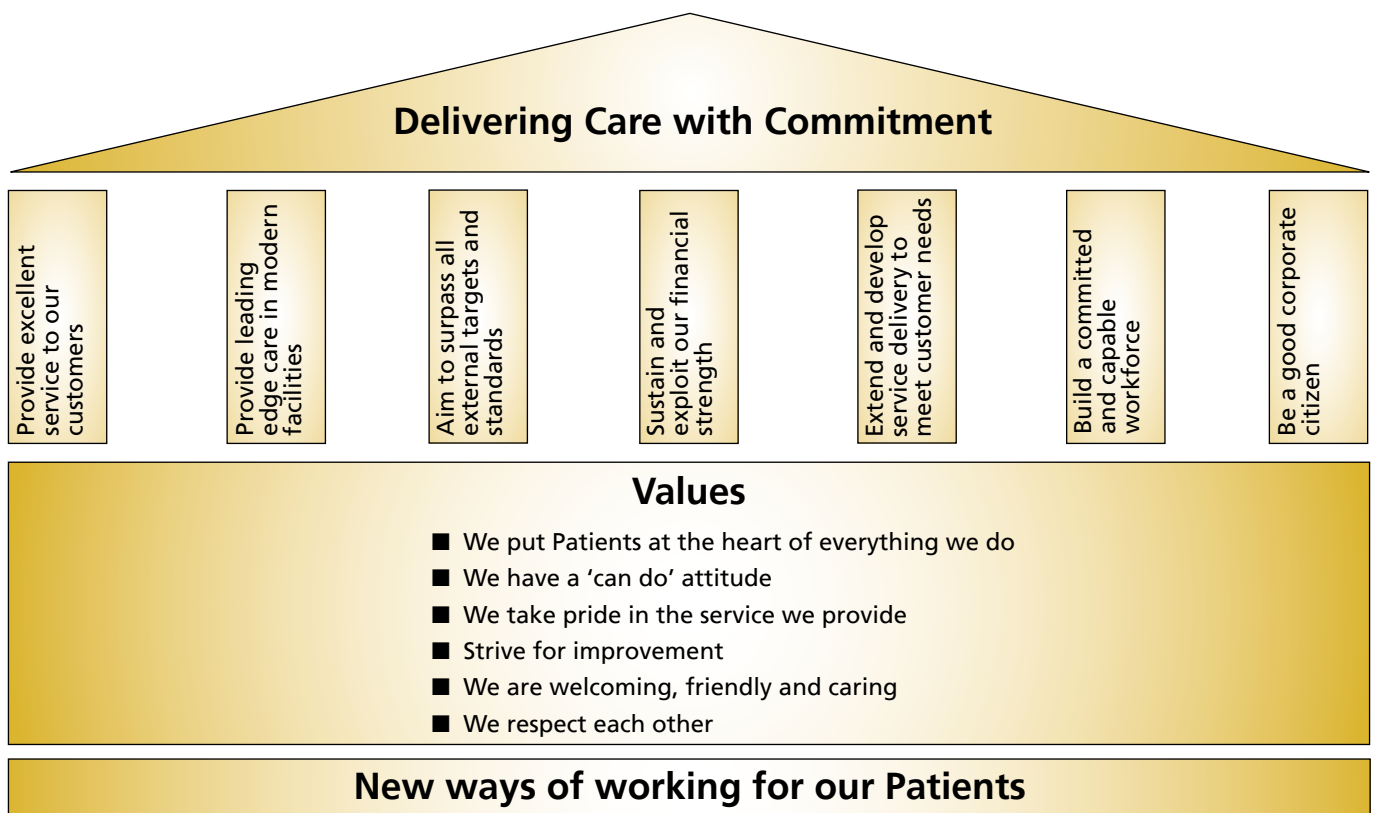 Delivering Care with Commitment
Provide excellent
service to our
customers
Provide leading
edge care in modern
facilities
Aim to surpass all
external targets and
standards
Sustain and
exploit our financial
strength
Extend and develop
service delivery to
meet customer needs
Build a committed
and capable
workforce
Be a good corporate
citizen
Values
■ We put Patients at the heart of everything we do
■ We have a ‘can do’ attitude
■ We take pride in the service we provide
■ Strive for improvement
■ We are welcoming, friendly and caring
■ We respect each other
New ways of working for our Patients